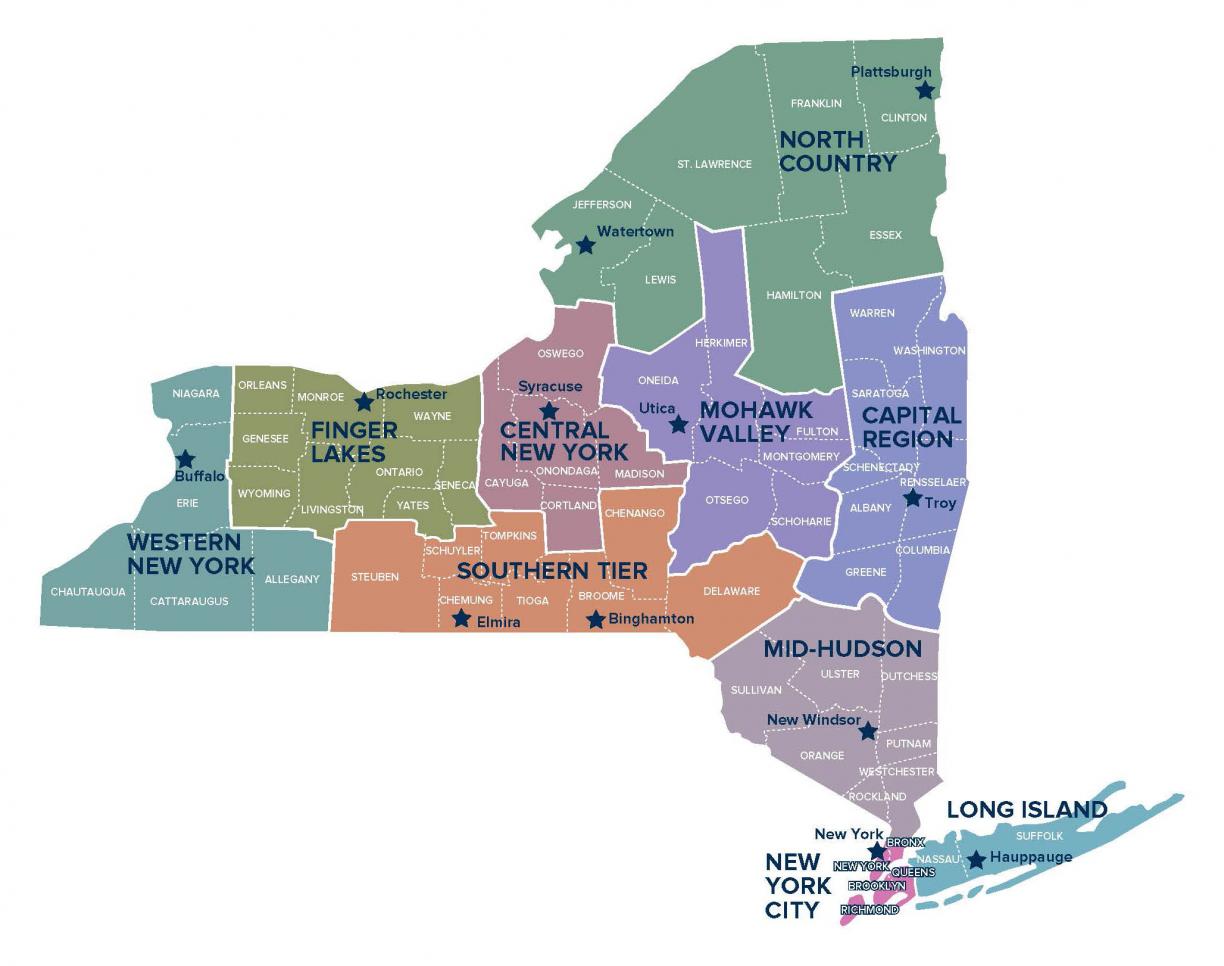 Plattsburgh
FRANKLIN
CLINTON
NORTH
COUNTRY
ST. LAWRENCE
JEFFERSON
Watertown
ESSEX
LEWIS
HAMILTON
WARREN
HERKIMER
WASHINGTON
OSWEGO
ONEIDA
NIAGARA
ORLEANS
MONROE
Rochester
WAYNE
Syracuse
SARATOGA
Utica
MOHAWK
VALLEY
FULTON
MONTGOMERY
CAPITAL
REGION
FINGER
LAKES
CENTRAL
NEW YORK
GENESEE
ONTARIO
SENECA
CAYUGA
ONONDAGA
MADISON
SCHENECTADY
RENSSELAER
Buffalo
ERIE
WYOMING
LIVINGSTON
YATES
CORTLAND
CHENANGO
OTSEGO
SCHOHARIE
ALBANY
Troy
WESTERN
NEW YORK
ALLEGANY
CHAUTAUQUA
CATTARAUGUS
STEUBEN
SCHUYLER
TOMPKINS
SOUTHERN TIER
CHEMUNG
TIOGA
BROOME
DELAWARE
GREENE
COLUMBIA
Elmira
Binghamton
MID-HUDSON
ULSTER
DUTCHESS
SULLIVAN
New Windsor
ORANGE
PUTNAM
WESTCHESTER
ROCKLAND
LONG ISLAND
SUFFOLK
NASSAU
Hauppauge
New York
BRONX
NEW YORK
QUEENS
BROOKLYN
RICHMOND
NEW
YORK
CITY